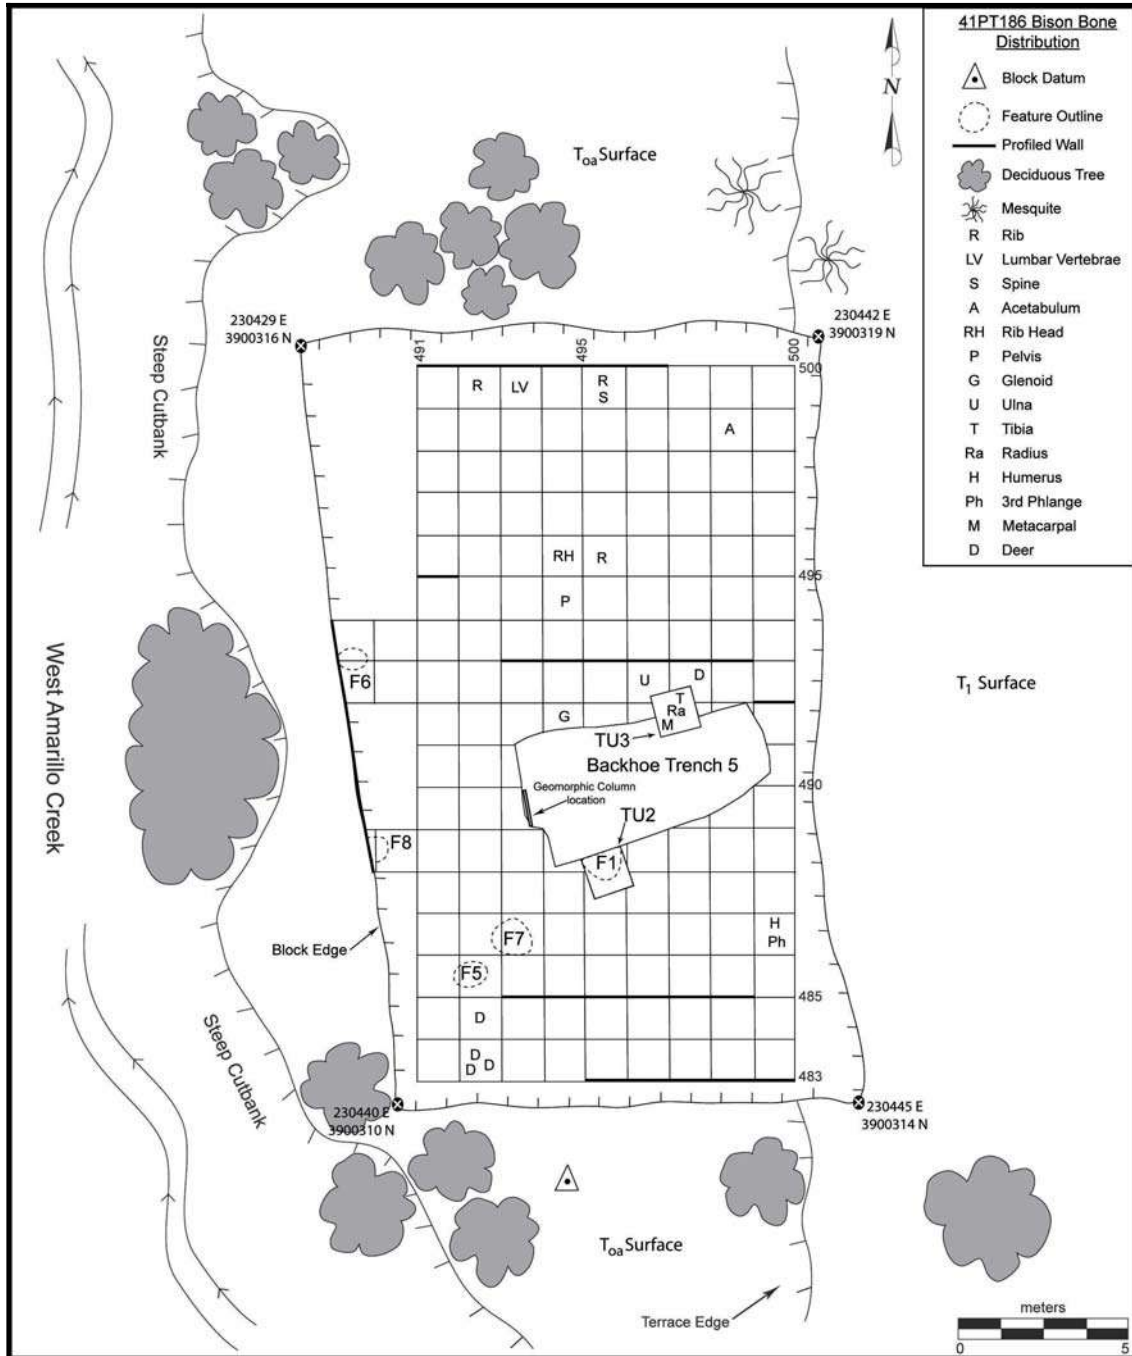 41PT186 Bison Bone
Distribution
Block Datum
Feature Outline
Profiled Wall
Deciduous Tree
Mesquite
R Rib
LV Lumbar Vertebrae
S Spine
A Acetabulum
RH Rib Head
P Pelvis
G Glenoid
U Ulna
T Tibia
Ra Radius
H Humerus
Ph 3rd Phlange
M Metacarpal
D Deer
N
Toa Surface
230429 E
3900316 N
230442 E
3900319 N
491
495
500
500
R
LV
R
S
A
RH
R
495
P
Steep Cutbank
West Amarillo Creek
F6
U
D
T
Ra
M
G
TU3
Backhoe Trench 5
T1 Surface
490
Geomorphic Column
location
TU2
F8
F1
H
Ph
F7
Block Edge
F5
485
D
D
D
D
483
Steep Cutbank
230440 E
3900310 N
230445 E
3900314 N
Toa Surface
Terrace Edge
meters
0
5